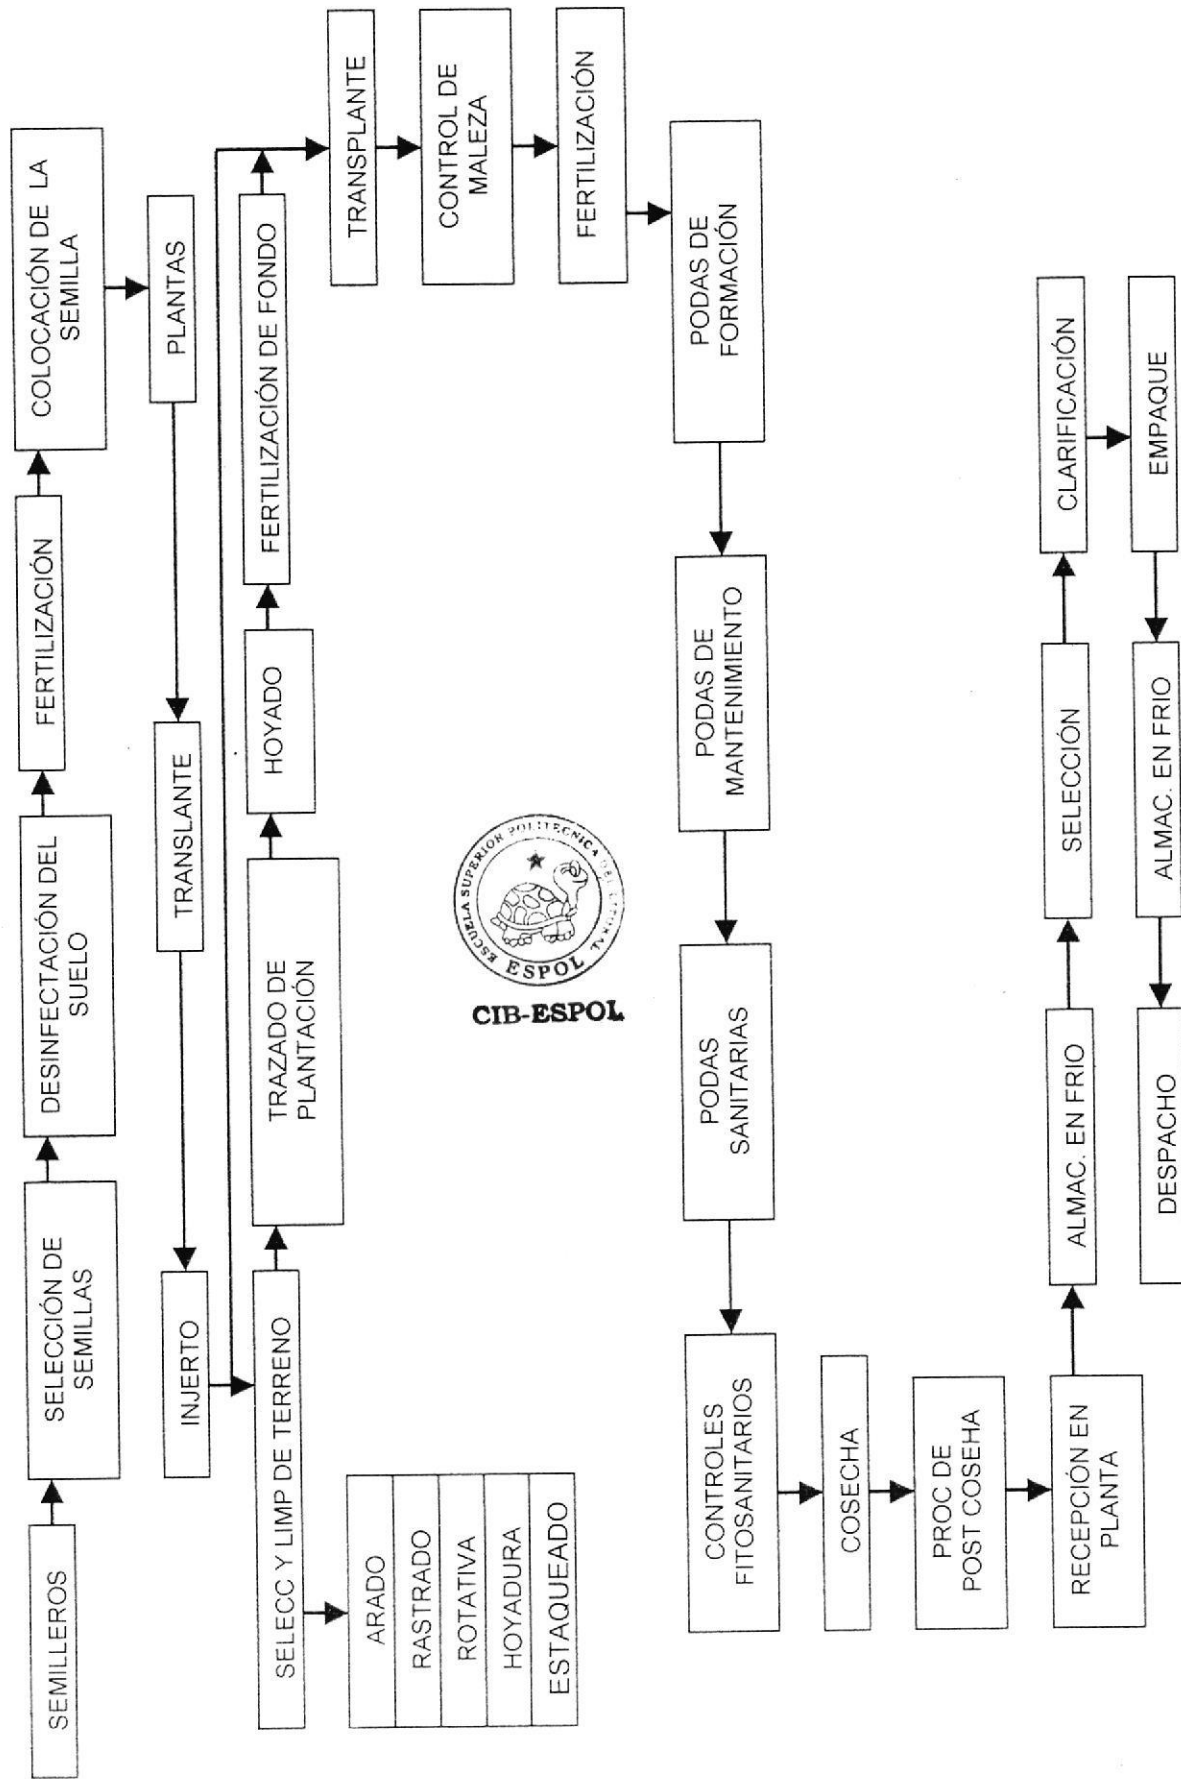 SEMILLEROS
SELECCIÓN DE
SEMILLAS
DESINFECTACIÓN DEL
SUELO
FERTILIZACIÓN
COLOCACIÓN DE LA
SEMILLA
PLANTAS
TRANSLANTE
INJERTO
SELECC Y LIMP DE TERRENO
TRAZADO DE
PLANTACIÓN
HOYADO
FERTILIZACIÓN DE FONDO
ARADO
RASTRADO
ROTATIVA
HOYADURA
ESTAQUEADO
TRANSPLANTE
CONTROL DE
MALEZA
FERTILIZACIÓN
PODAS DE
FORMACIÓN
PODAS DE
MANTENIMIENTO
PODAS
SANITARIAS
CONTROLES
FITOSANITARIOS
COSECHA
PROC DE
POST COSEHA
RECEPCIÓN EN
PLANTA
ALMAC. EN FRIO
SELECCIÓN
CLARIFICACIÓN
EMPAQUE
ALMAC. EN FRIO
DESPACHO
ESCUELA SUPERIOR POLITECNICA DEL LITORAL
ESPOL
CIB-ESPOL